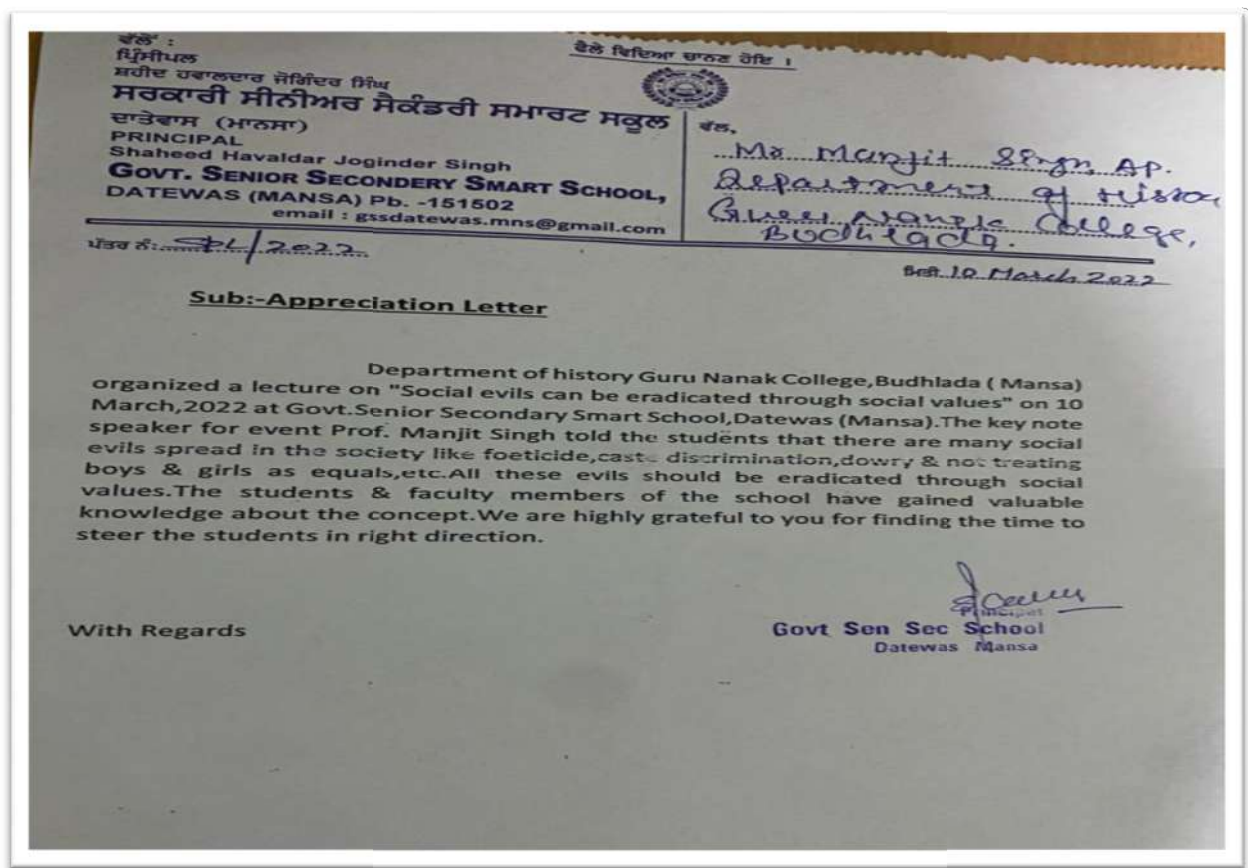 ਵੱਲੋਂ :
ਪ੍ਰਿੰਸੀਪਲ
ਸ਼ਹੀਦ ਹਵਾਲਦਾਰ ਜੋਗਿੰਦਰ ਸਿੰਘ
ਸਰਕਾਰੀ ਸੀਨੀਅਰ ਸੈਕੰਡਰੀ ਸਮਾਰਟ ਸਕੂਲ
ਦਾਤੇਵਾਸ (ਮਾਨਸਾ)
PRINCIPAL
Shaheed Havaldar Joginder Singh
GOVT. SENIOR SECONDERY SMART SCHOOL,
DATEWAS (MANSA) Pb. -151502
email : gssdatewas.mns@gmail.com
ਫੈਲੇ ਵਿਦਿਆ ਚਾਨਣ ਹੋਇ ।
ਵੱਲ,
Mr Manjit Singh, AP.
Department of Histor
Guru Nanak College,
Budhlada.
ਪੱਤਰ ਨੰ: SPL/2022
ਮਿਤੀ 10 March 2022
Sub:-Appreciation Letter
Department of history Guru Nanak College,Budhlada ( Mansa)
organized a lecture on "Social evils can be eradicated through social values" on 10
March,2022 at Govt.Senior Secondary Smart School,Datewas (Mansa).The key note
speaker for event Prof. Manjit Singh told the students that there are many social
evils spread in the society like foeticide,caste discrimination,dowry & not treating
boys & girls as equals,etc.All these evils should be eradicated through social
values.The students & faculty members of the school have gained valuable
knowledge about the concept.We are highly grateful to you for finding the time to
steer the students in right direction.
With Regards
Principal
Govt Sen Sec School
Datewas Mansa